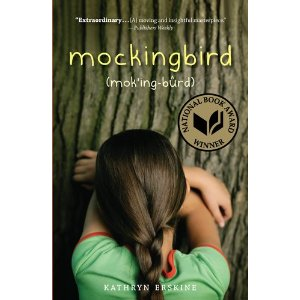 "Extraordinary . . . [A] moving and insightful masterpiece."
—Publishers Weekly
mockingbird
(mok'ing-bûrd)
NATIONAL BOOK AWARD
WINNER
KATHRYN ERSKINE